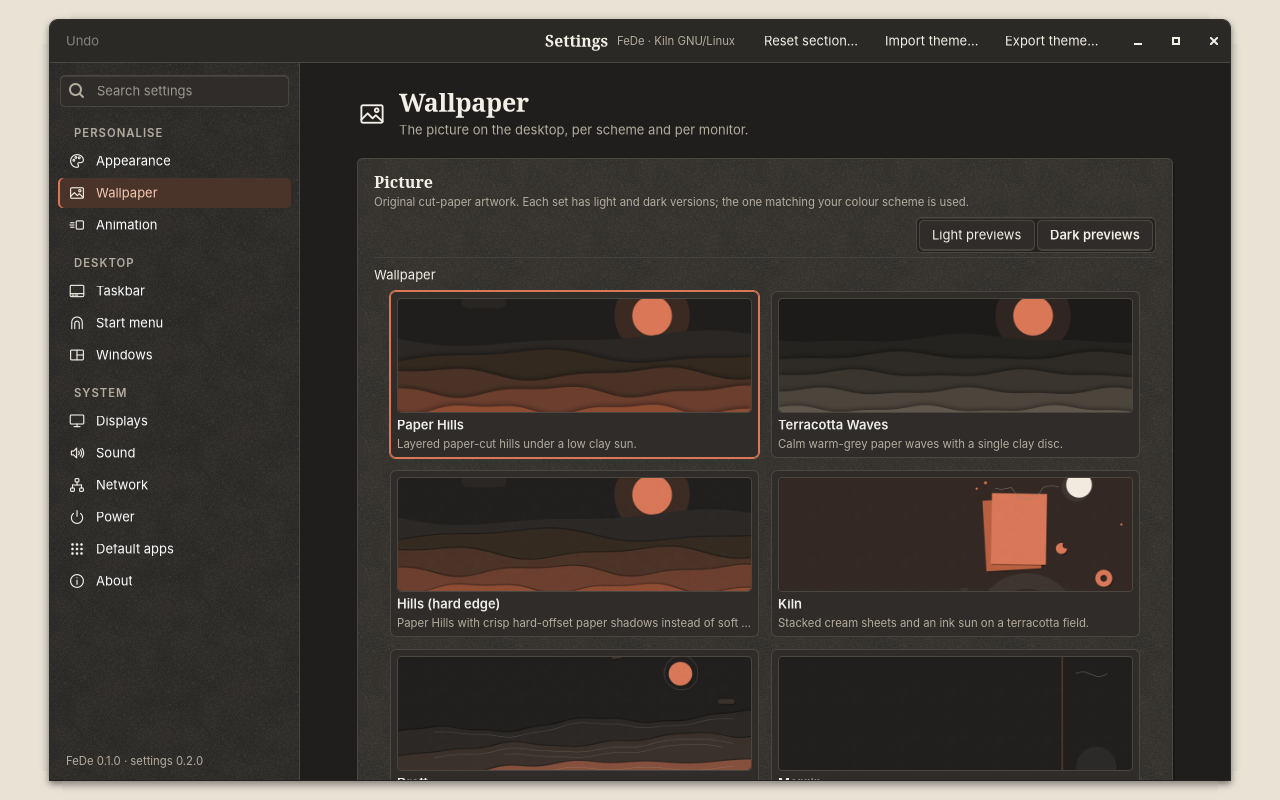 Undo
Settings FeDe · Kiln GNU/Linux
Reset section...
Import theme...
Export theme...
Search settings
PERSONALISE
Appearance
Wallpaper
Animation
DESKTOP
Taskbar
Start menu
Windows
SYSTEM
Displays
Sound
Network
Power
Default apps
About
FeDe 0.1.0 · settings 0.2.0
Wallpaper
The picture on the desktop, per scheme and per monitor.
Picture
Original cut-paper artwork. Each set has light and dark versions; the one matching your colour scheme is used.
Light previews
Dark previews
Wallpaper
Paper Hills
Layered paper-cut hills under a low clay sun.
Terracotta Waves
Calm warm-grey paper waves with a single clay disc.
Hills (hard edge)
Paper Hills with crisp hard-offset paper shadows instead of soft ...
Kiln
Stacked cream sheets and an ink sun on a terracotta field.